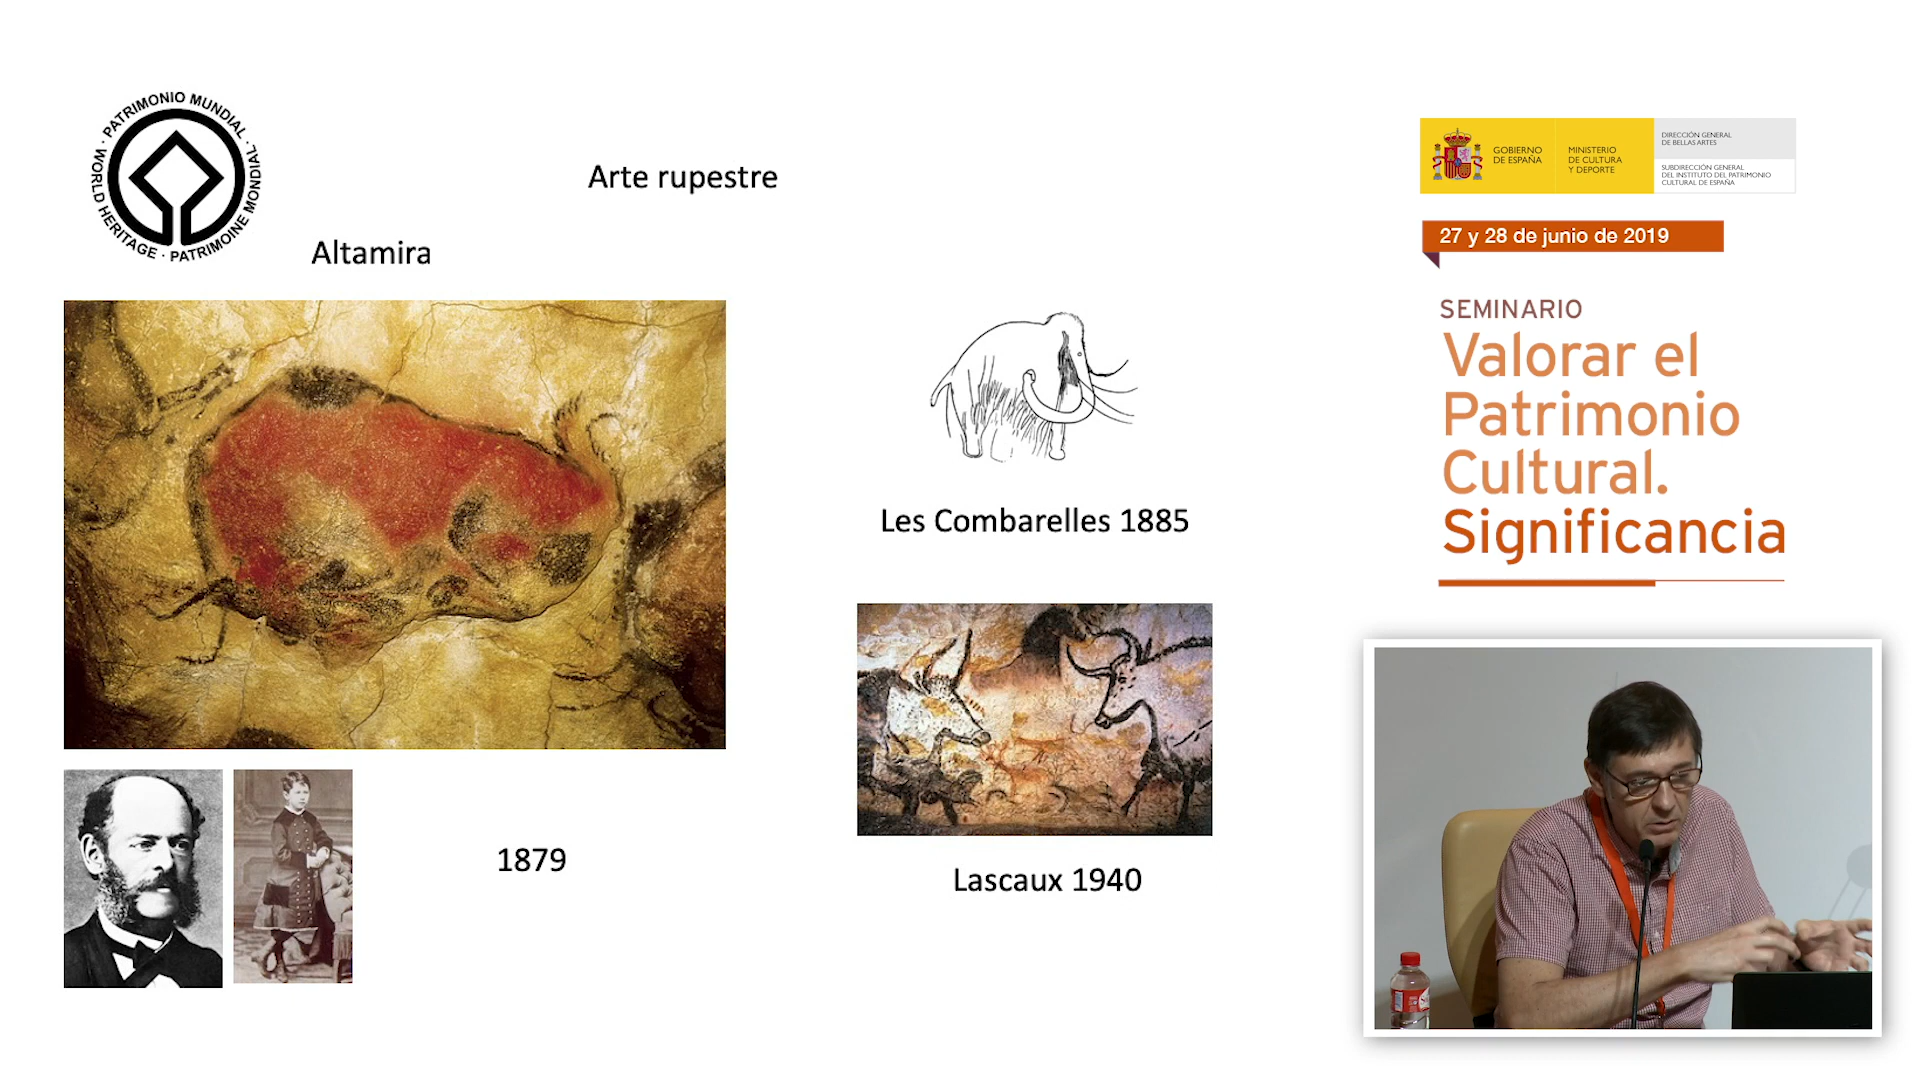 · PATRIMONIO MUNDIAL · WORLD HERITAGE · PATRIMOINE MONDIAL
Arte rupestre
Altamira
Les Combarelles 1885
1879
Lascaux 1940
GOBIERNO
DE ESPAÑA
MINISTERIO
DE CULTURA
Y DEPORTE
DIRECCIÓN GENERAL
DE BELLAS ARTES
SUBDIRECCIÓN GENERAL
DEL INSTITUTO DEL PATRIMONIO
CULTURAL DE ESPAÑA
27 y 28 de junio de 2019
SEMINARIO
Valorar el
Patrimonio
Cultural.
Significancia